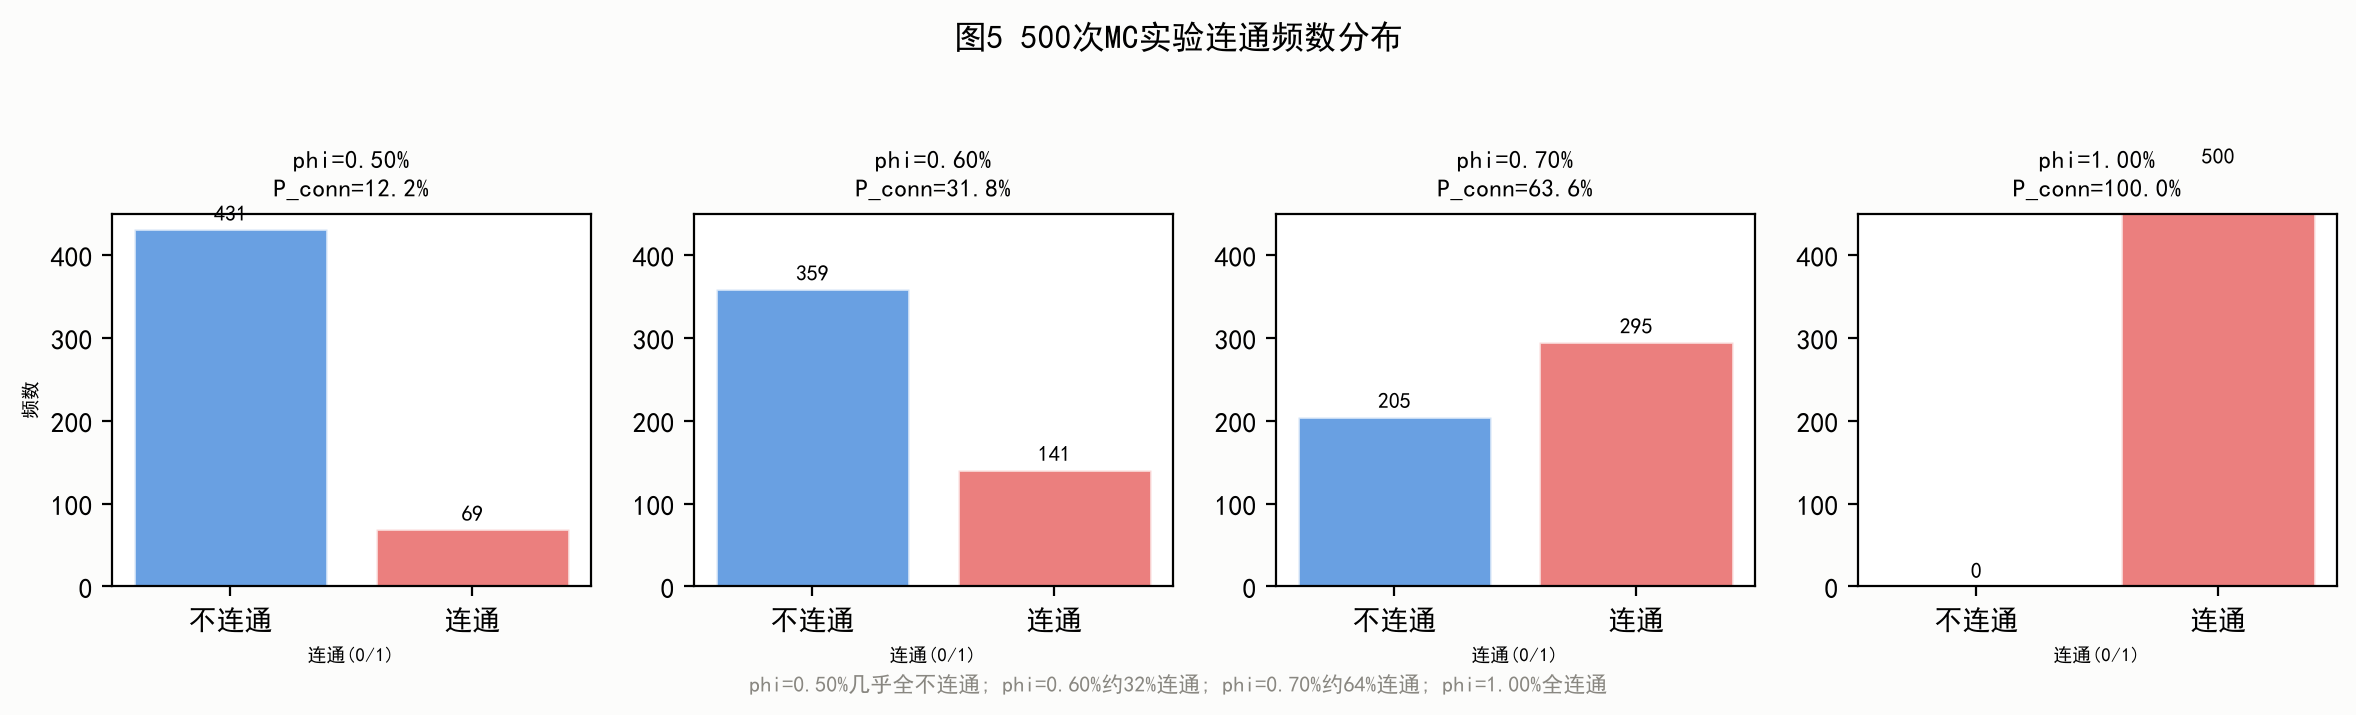 图5 500次MC实验连通频数分布
phi=0.50%
P_conn=12.2%
431
69
400
300
200
100
0
频数
不连通 连通
连通(0/1)
phi=0.60%
P_conn=31.8%
359
141
400
300
200
100
0
不连通 连通
连通(0/1)
phi=0.70%
P_conn=63.6%
205
295
400
300
200
100
0
不连通 连通
连通(0/1)
phi=1.00%
P_conn=100.0%
500
0
400
300
200
100
0
不连通 连通
连通(0/1)
phi=0.50%几乎全不连通; phi=0.60%约32%连通; phi=0.70%约64%连通; phi=1.00%全连通